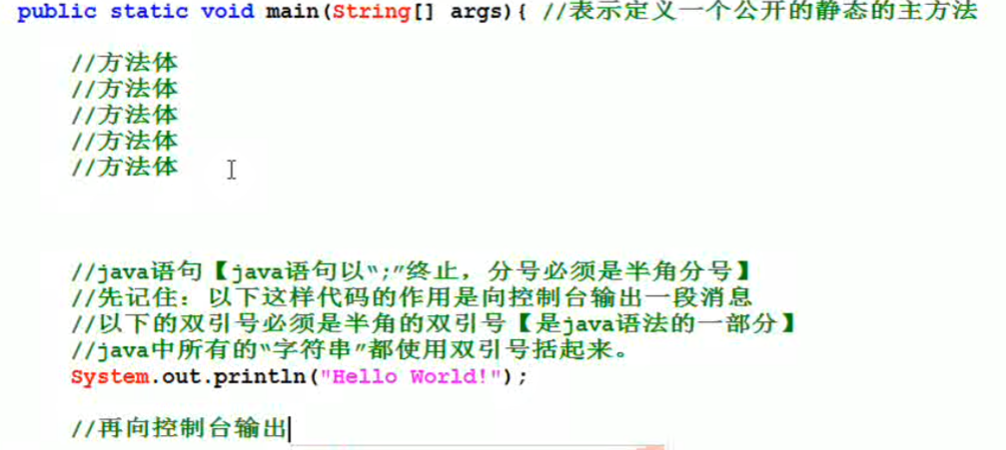 public static void main(String[] args){ //表示定义一个公开的静态的主方法
//方法体
//方法体
//方法体
//方法体
//方法体
//java语句【java语句以“;”终止，分号必须是半角分号】
//先记住：以下这样代码的作用是向控制台输出一段消息
//以下的双引号必须是半角的双引号【是java语法的一部分】
//java中所有的“字符串”都使用双引号括起来。
System.out.println("Hello World!");
//再向控制台输出